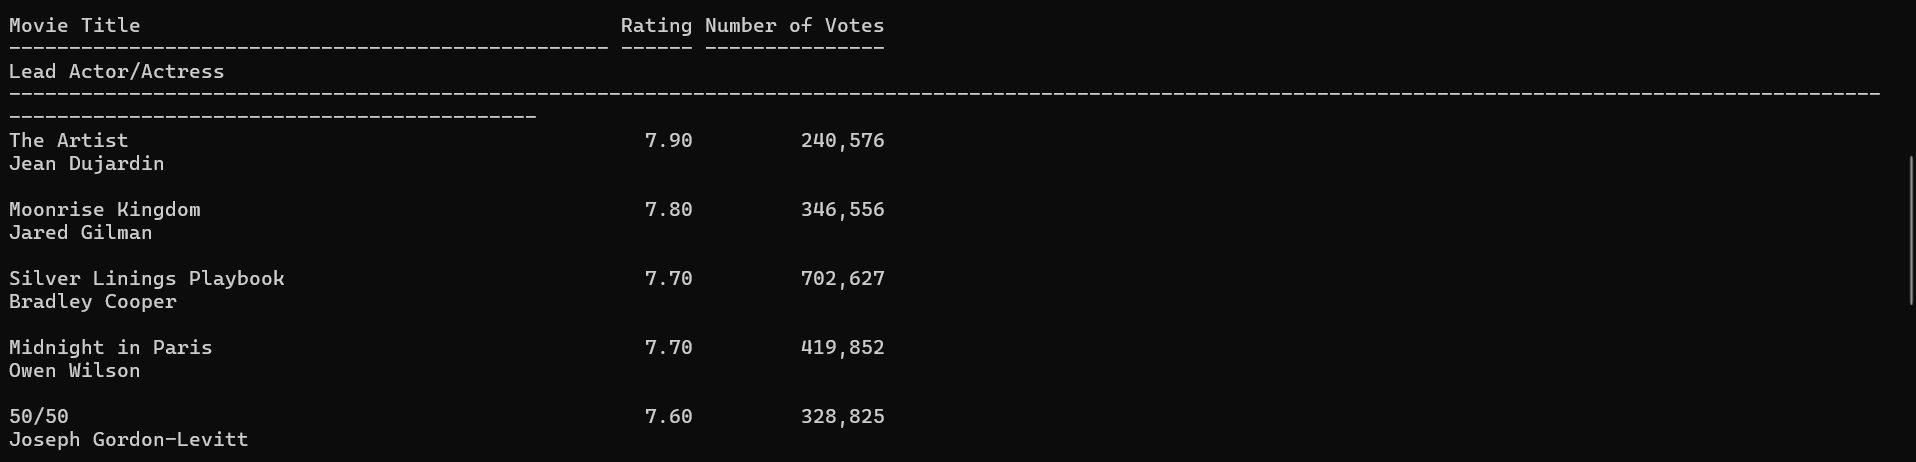 Movie Title                                        Rating Number of Votes
-------------------------------------------------- ------ ---------------
Lead Actor/Actress
------------------------------------------------------------------------------------------------------------------------------------------------------------
--------------------------------------------
The Artist                                           7.90         240,576
Jean Dujardin
Moonrise Kingdom                                     7.80         346,556
Jared Gilman
Silver Linings Playbook                              7.70         702,627
Bradley Cooper
Midnight in Paris                                    7.70         419,852
Owen Wilson
50/50                                                7.60         328,825
Joseph Gordon-Levitt